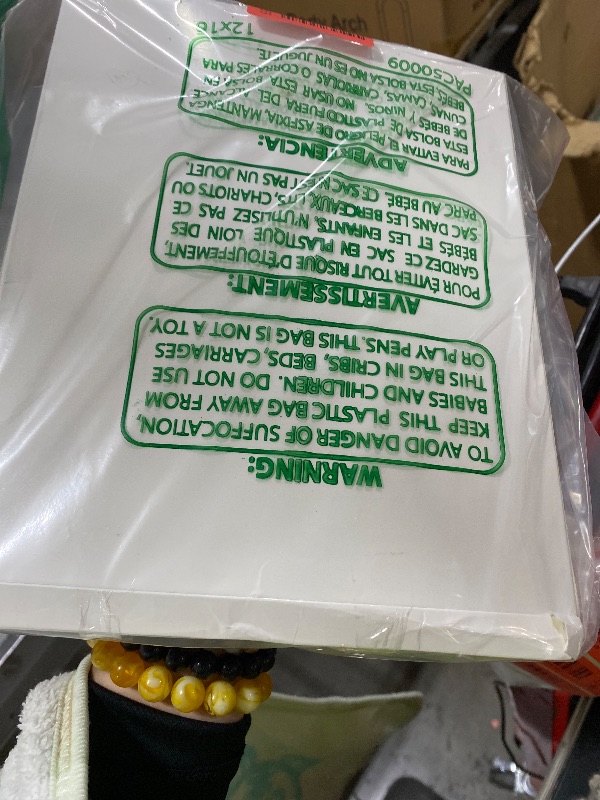 WARNING:
TO AVOID DANGER OF SUFFOCATION,
KEEP THIS PLASTIC BAG AWAY FROM
BABIES AND CHILDREN. DO NOT USE
THIS BAG IN CRIBS, BEDS, CARRIAGES
OR PLAY PENS. THIS BAG IS NOT A TOY.
AVERTISSEMENT:
POUR ÉVITER TOUT RISQUE D'ÉTOUFFEMENT,
GARDEZ CE SAC EN PLASTIQUE LOIN DES
BÉBÉS ET LES ENFANTS, N'UTILISEZ PAS CE
SAC DANS LES BERCEAUX, LITS, CHARIOTS OU
PARC AU BÉBÉ. CE SAC N'EST PAS UN JOUET.
ADVERTENCIA:
PARA EVITAR EL PELIGRO DE ASFIXIA, MANTENGA
ESTA BOLSA DE PLASTICO FUERA DEL ALCANCE
DE BEBÉS Y NIÑOS. NO USAR ESTA BOLSA EN
CUNAS, CAMAS, CARRIOLAS O CORRALES PARA
BEBÉS. ESTA BOLSA NO ES UN JUGUETE.
PACS0009
12x16
Arch